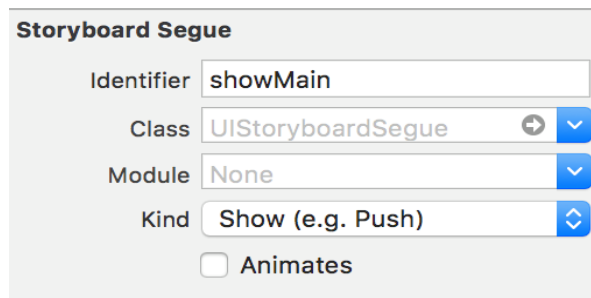 Storyboard Segue
Identifier showMain
Class UIStoryboardSegue
Module None
Kind Show (e.g. Push)
Animates